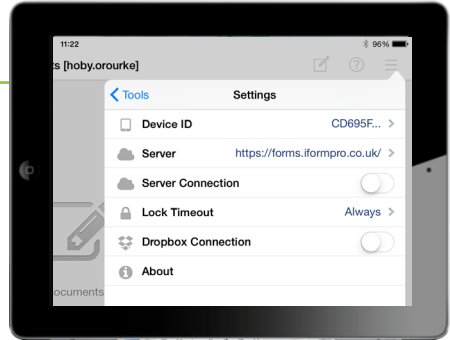 11:22
96%
ts [hoby.orourke]
Tools
Settings
Device ID
CD695F...
Server
https://forms.iformpro.co.uk/
Server Connection
Lock Timeout
Always
Dropbox Connection
About
ocuments